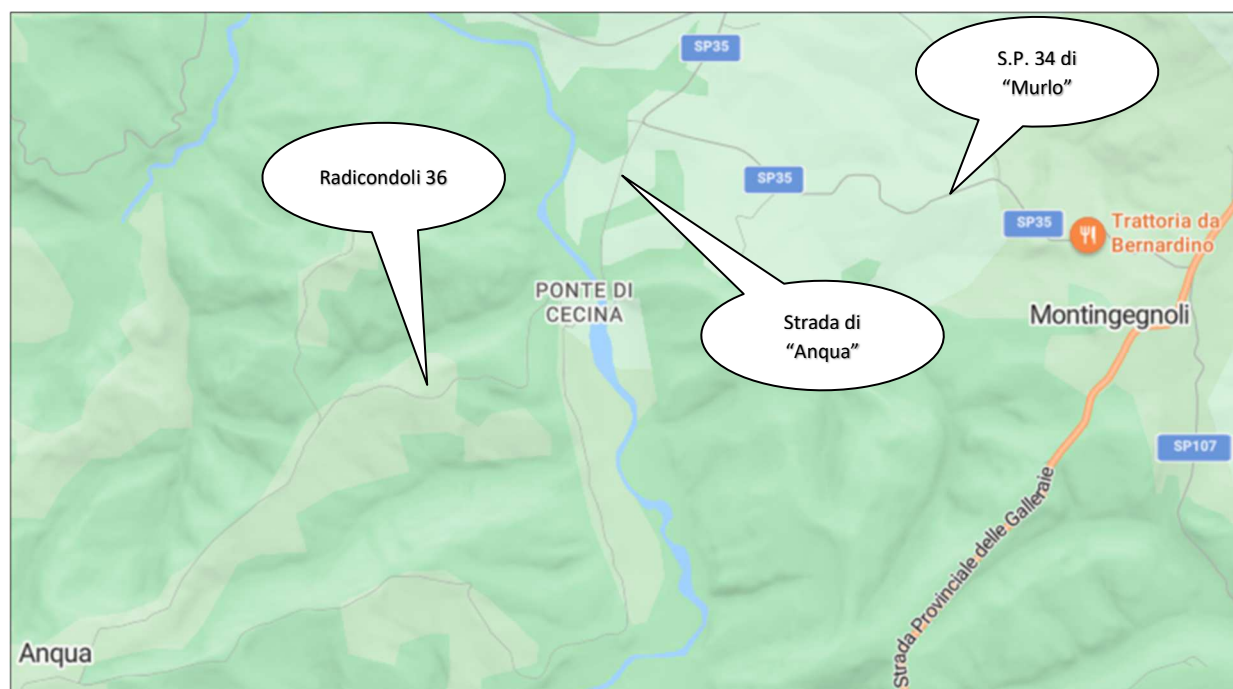 SP35
S.P. 34 di
“Murlo”
Radicondoli 36
SP35
SP35
Trattoria da
Bernardino
PONTE DI
CECINA
Montingegnoli
Strada di
“Anqua”
SP107
Strada Provinciale delle Galleraie
Anqua